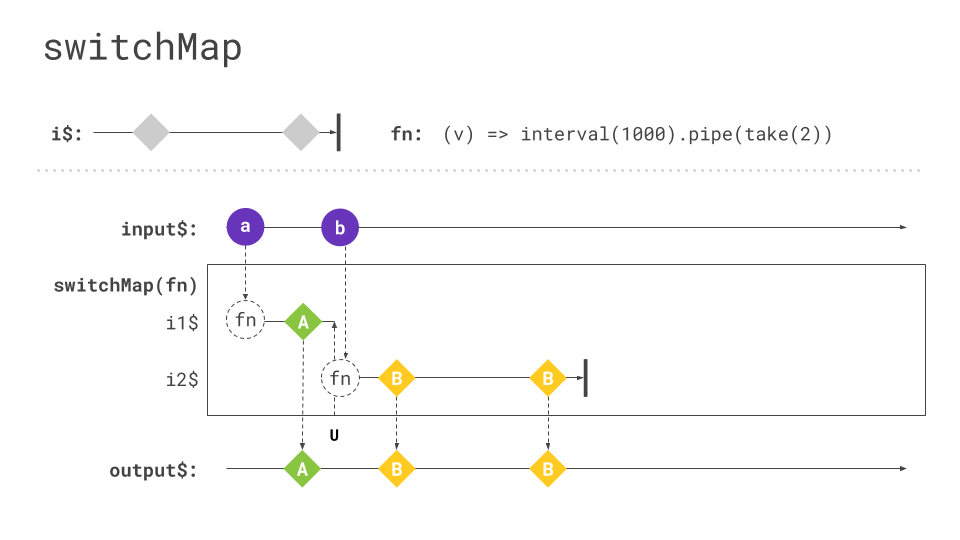 switchMap
i$: fn: (v) => interval(1000).pipe(take(2))
input$: a b
switchMap(fn)
i1$ fn A
i2$ fn B B
U
output$: A B B